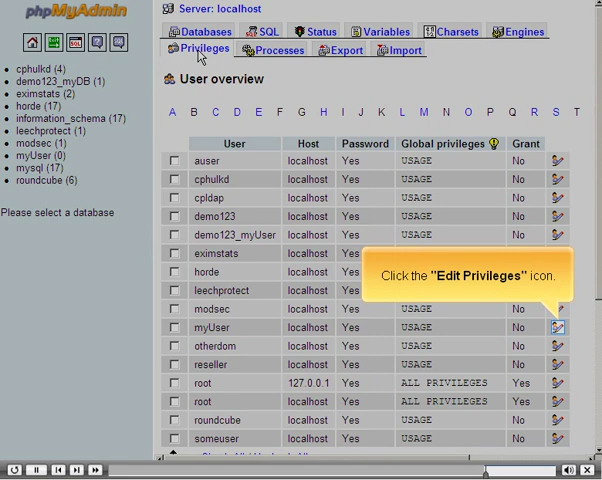 phpMyAdmin
cphulkd (4)
demo123_myDB (1)
eximstats (2)
horde (17)
information_schema (17)
leechprotect (1)
modsec (1)
myUser (0)
mysql (17)
roundcube (6)
Please select a database
Server: localhost
Databases SQL Status Variables Charsets Engines
Privileges Processes Export Import
User overview
A B C D E F G H I J K L M N O P Q R S T
User Host Password Global privileges Grant
auser localhost Yes USAGE No
cphulkd localhost Yes USAGE No
cpldap localhost Yes USAGE No
demo123 localhost Yes USAGE No
demo123_myUser localhost Yes USAGE No
eximstats localhost Yes
horde localhost Yes
leechprotect localhost Yes
Click the "Edit Privileges" icon.
modsec localhost Yes USAGE No
myUser localhost Yes USAGE No
otherdom localhost Yes USAGE No
reseller localhost Yes USAGE No
root 127.0.0.1 Yes ALL PRIVILEGES Yes
root localhost Yes ALL PRIVILEGES Yes
roundcube localhost Yes USAGE No
someuser localhost Yes USAGE No